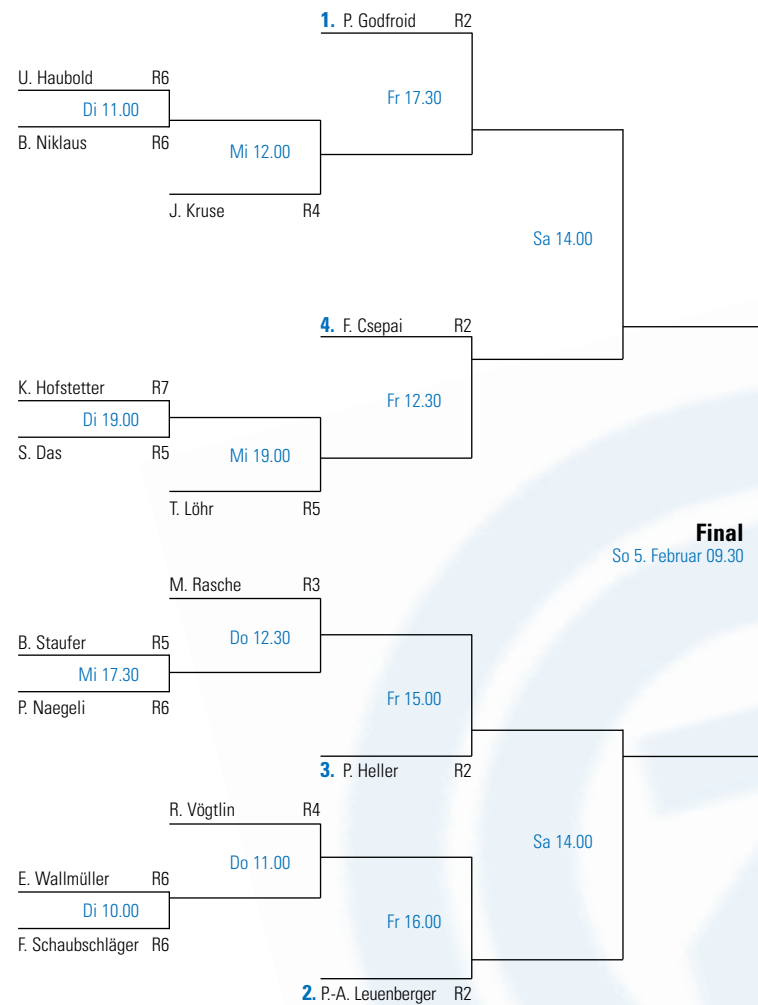 1. P. Godfroid R2
U. Haubold R6
Fr 17.30
Di 11.00
B. Niklaus R6
Mi 12.00
J. Kruse R4
Sa 14.00
4. F. Csepai R2
K. Hofstetter R7
Fr 12.30
Di 19.00
S. Das R5
Mi 19.00
T. Löhr R5
Final
So 5. Februar 09.30
M. Rasche R3
B. Staufer R5
Do 12.30
Mi 17.30
P. Naegeli R6
Fr 15.00
3. P. Heller R2
R. Vögtlin R4
Sa 14.00
Do 11.00
E. Wallmüller R6
Di 10.00
Fr 16.00
F. Schaubschläger R6
2. P.-A. Leuenberger R2